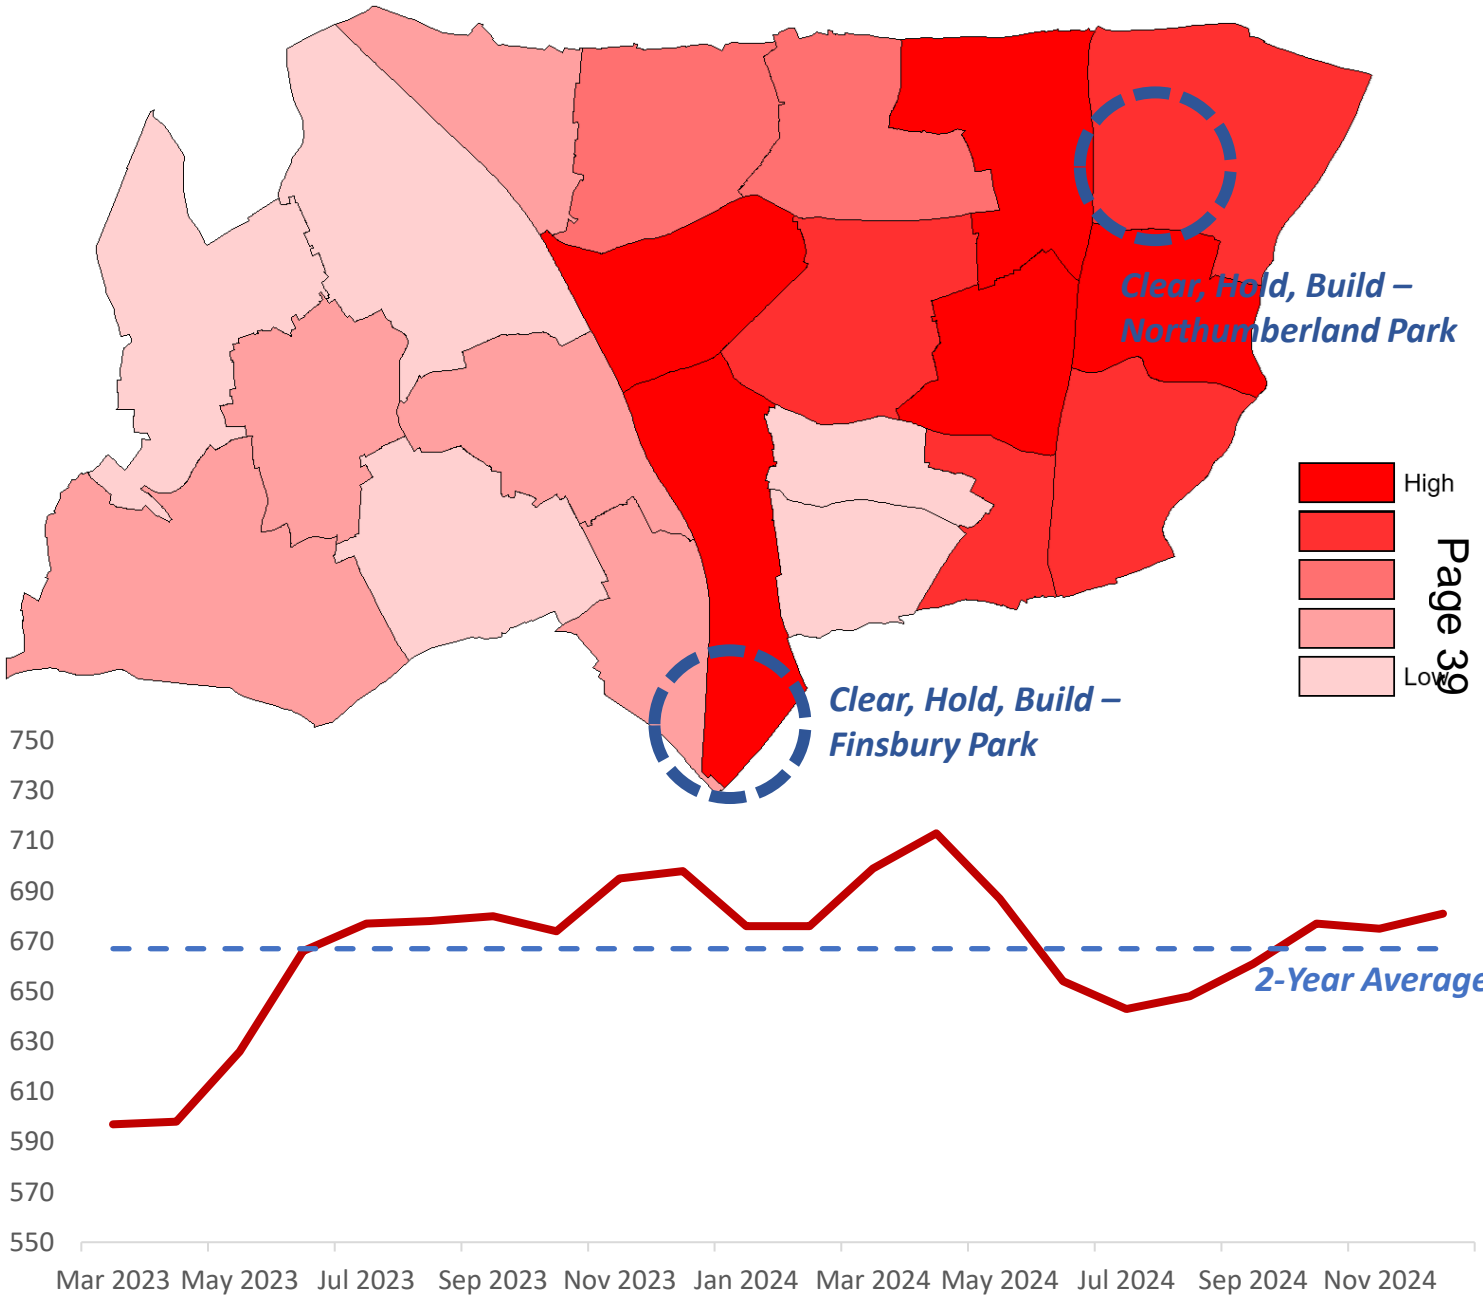 Clear, Hold, Build –
Northumberland Park
High
Low
Page 39
Clear, Hold, Build –
Finsbury Park
750
730
710
690
670
650
630
610
590
570
550
2-Year Average
Mar 2023 May 2023 Jul 2023 Sep 2023 Nov 2023 Jan 2024 Mar 2024 May 2024 Jul 2024 Sep 2024 Nov 2024